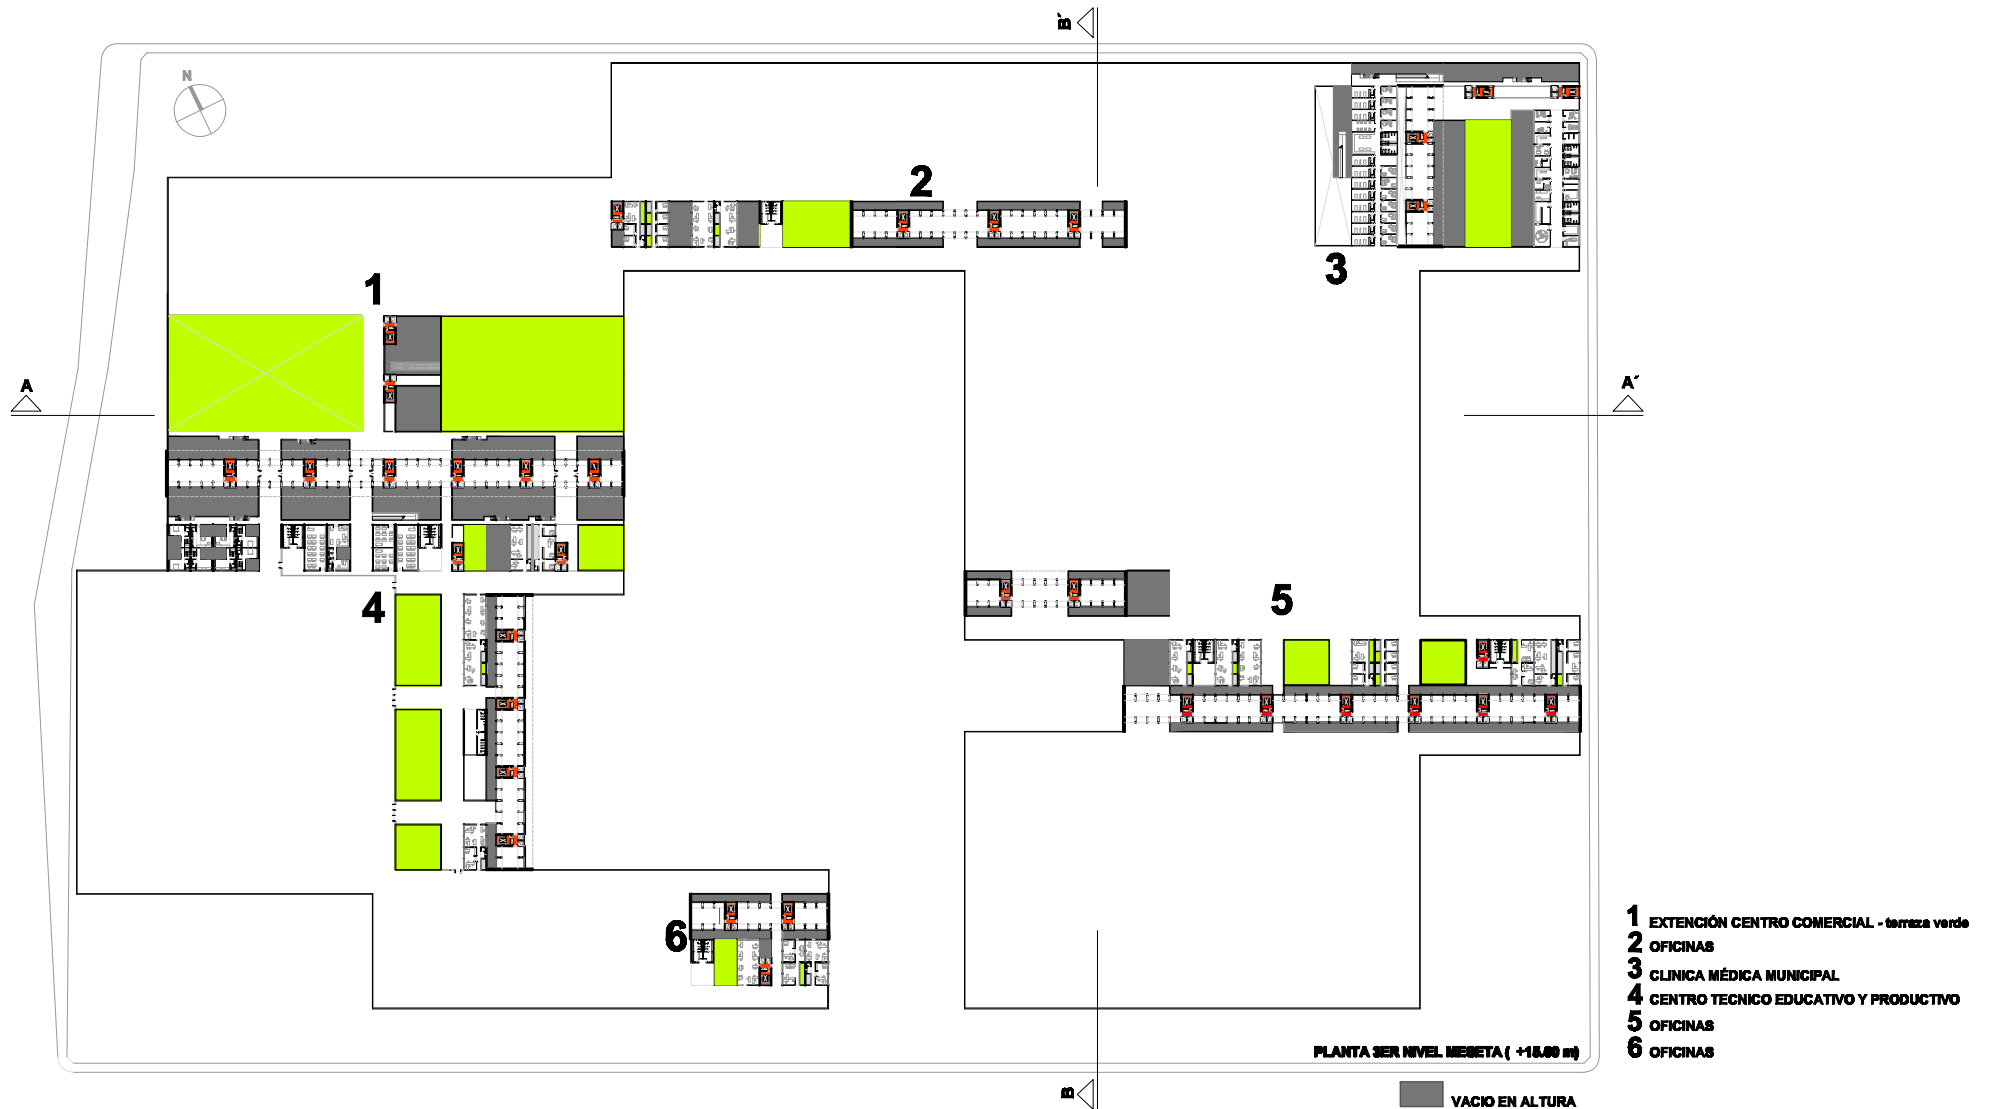 B´
N
2
3
1
A
A´
4
5
6
1 EXTENCIÓN CENTRO COMERCIAL - terraza verde
2 OFICINAS
3 CLINICA MÉDICA MUNICIPAL
4 CENTRO TECNICO EDUCATIVO Y PRODUCTIVO
5 OFICINAS
6 OFICINAS
PLANTA 3ER NIVEL MESETA ( +15.60 m)
B
VACIO EN ALTURA